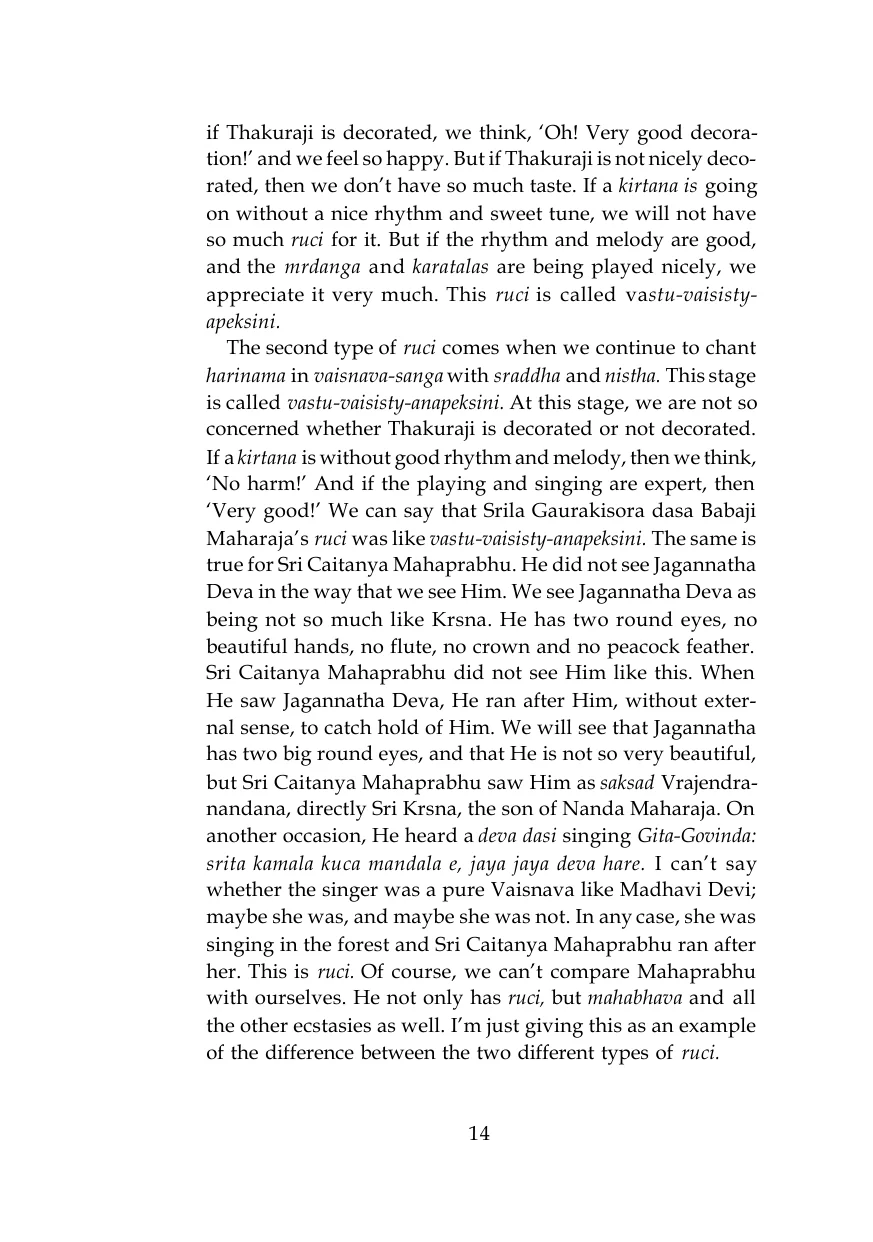 if Thakuraji is decorated, we think, ‘Oh! Very good decora-
tion!’ and we feel so happy. But if Thakuraji is not nicely deco-
rated, then we don’t have so much taste. If a kirtana is going
on without a nice rhythm and sweet tune, we will not have
so much ruci for it. But if the rhythm and melody are good,
and the mrdanga and karatalas are being played nicely, we
appreciate it very much. This ruci is called vastu-vaisisty-
apeksini.
The second type of ruci comes when we continue to chant
harinama in vaisnava-sanga with sraddha and nistha. This stage
is called vastu-vaisisty-anapeksini. At this stage, we are not so
concerned whether Thakuraji is decorated or not decorated.
If a kirtana is without good rhythm and melody, then we think,
‘No harm!’ And if the playing and singing are expert, then
‘Very good!’ We can say that Srila Gaurakisora dasa Babaji
Maharaja’s ruci was like vastu-vaisisty-anapeksini. The same is
true for Sri Caitanya Mahaprabhu. He did not see Jagannatha
Deva in the way that we see Him. We see Jagannatha Deva as
being not so much like Krsna. He has two round eyes, no
beautiful hands, no flute, no crown and no peacock feather.
Sri Caitanya Mahaprabhu did not see Him like this. When
He saw Jagannatha Deva, He ran after Him, without exter-
nal sense, to catch hold of Him. We will see that Jagannatha
has two big round eyes, and that He is not so very beautiful,
but Sri Caitanya Mahaprabhu saw Him as saksad Vrajendra-
nandana, directly Sri Krsna, the son of Nanda Maharaja. On
another occasion, He heard a deva dasi singing Gita-Govinda:
srita kamala kuca mandala e, jaya jaya deva hare. I can’t say
whether the singer was a pure Vaisnava like Madhavi Devi;
maybe she was, and maybe she was not. In any case, she was
singing in the forest and Sri Caitanya Mahaprabhu ran after
her. This is ruci. Of course, we can’t compare Mahaprabhu
with ourselves. He not only has ruci, but mahabhava and all
the other ecstasies as well. I’m just giving this as an example
of the difference between the two different types of ruci.
14